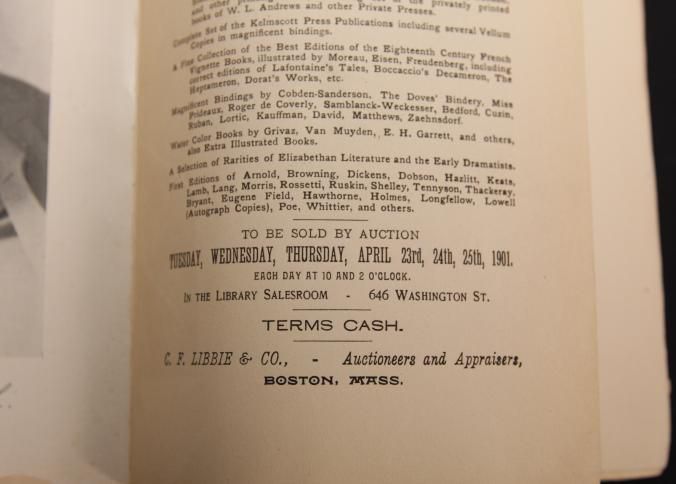 and other privately printed
books of W. L. Andrews and other Private Presses.
Complete Set of the Kelmscott Press Publications including several Vellum
Copies in magnificent bindings.
A Fine Collection of the Best Editions of the Eighteenth Century French
Vignette Books, illustrated by Moreau, Eisen, Freudenberg, including
correct editions of Lafontaine's Tales, Boccaccio's Decameron, The
Heptameron, Dorat's Works, etc.
Magnificent Bindings by Cobden-Sanderson, The Doves' Bindery, Miss
Prideaux, Roger de Coverly, Samblanck-Weckesser, Bedford, Cuzin,
Ruban, Lortic, Kauffman, David, Matthews, Zaehnsdorf.
Water Color Books by Grivaz, Van Muyden, E. H. Garrett, and others,
also Extra Illustrated Books.
A Selection of Rarities of Elizabethan Literature and the Early Dramatists.
First Editions of Arnold, Browning, Dickens, Dobson, Hazlitt, Keats,
Lamb, Lang, Morris, Rossetti, Ruskin, Shelley, Tennyson, Thackeray,
Bryant, Eugene Field, Hawthorne, Holmes, Longfellow, Lowell
(Autograph Copies), Poe, Whittier, and others.
TO BE SOLD BY AUCTION
TUESDAY, WEDNESDAY, THURSDAY, APRIL 23rd, 24th, 25th, 1901.
EACH DAY AT 10 AND 2 O'CLOCK.
IN THE LIBRARY SALESROOM - 646 WASHINGTON ST.
TERMS CASH.
C. F. LIBBIE & CO., - Auctioneers and Appraisers,
BOSTON, MASS.